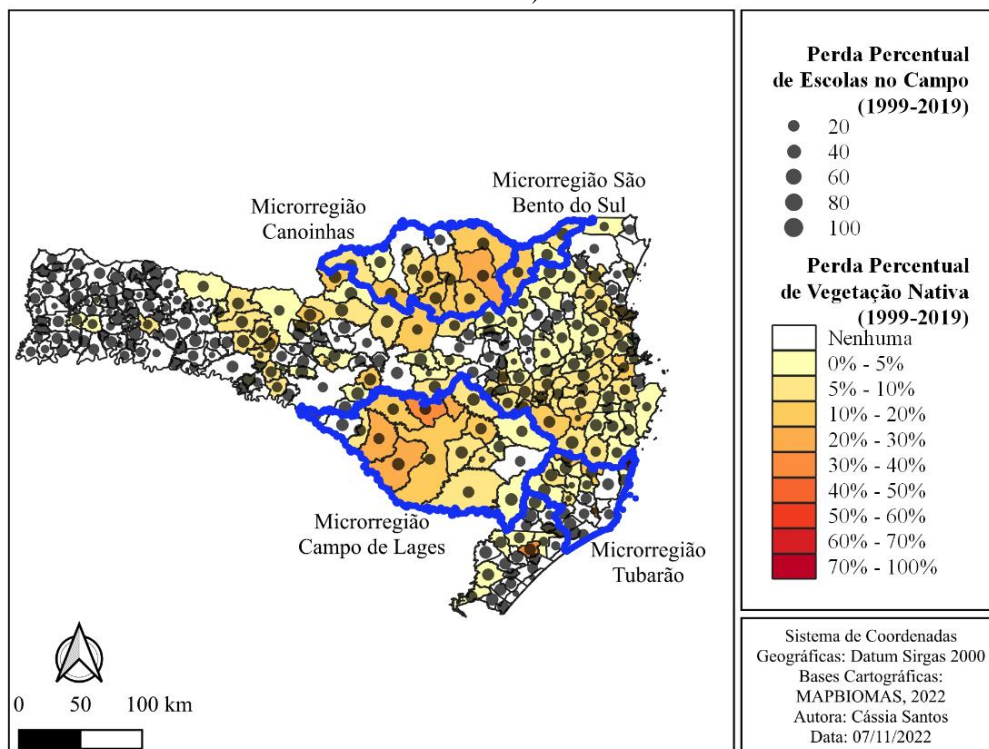 Microrregião São
Bento do Sul
Microrregião
Canoinhas
Microrregião
Campo de Lages
Microrregião
Tubarão
0 50 100 km
Perda Percentual
de Escolas no Campo
(1999-2019)
20
40
60
80
100
Perda Percentual
de Vegetação Nativa
(1999-2019)
Nenhuma
0% - 5%
5% - 10%
10% - 20%
20% - 30%
30% - 40%
40% - 50%
50% - 60%
60% - 70%
70% - 100%
Sistema de Coordenadas
Geográficas: Datum Sirgas 2000
Bases Cartográficas:
MAPBIOMAS, 2022
Autora: Cássia Santos
Data: 07/11/2022